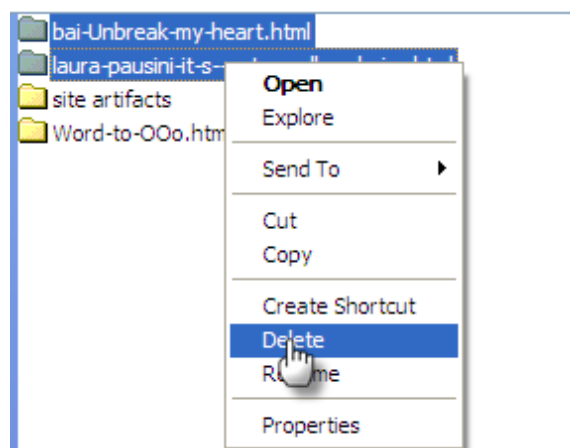 bai-Unbreak-my-heart.html
laura-pausini-it-s--
site artifacts
Word-to-OOo.htm
Open
Explore
Send To
Cut
Copy
Create Shortcut
Delete
Rename
Properties